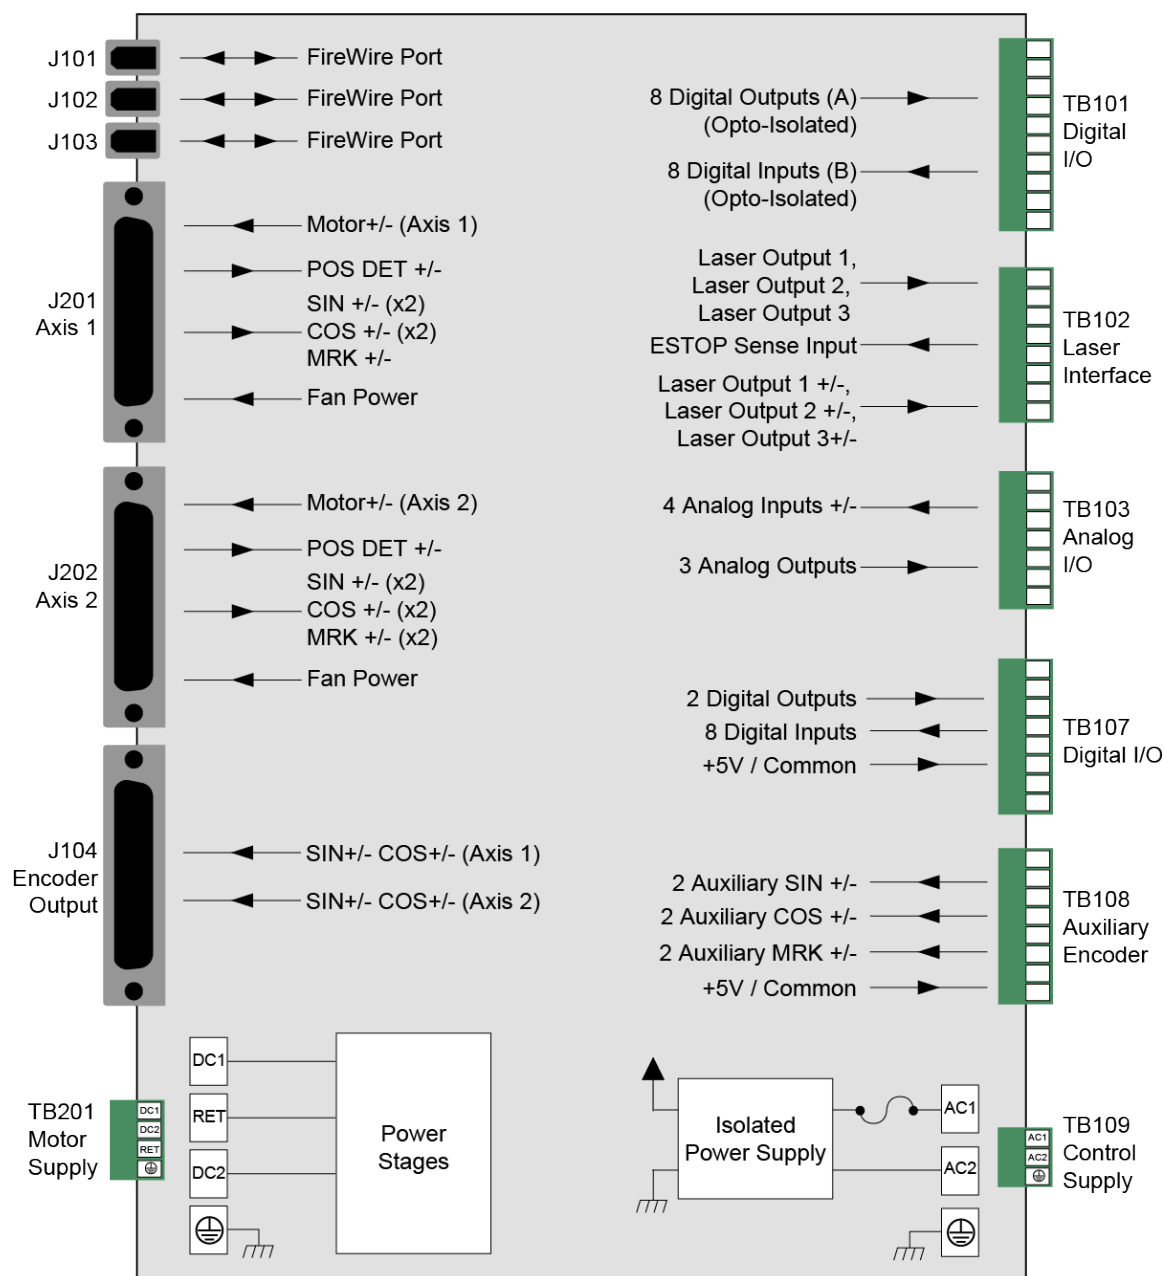 J101
FireWire Port
J102
FireWire Port
J103
FireWire Port
J201
Axis 1
Motor+/- (Axis 1)
POS DET +/-
SIN +/- (x2)
COS +/- (x2)
MRK +/-
Fan Power
J202
Axis 2
Motor+/- (Axis 2)
POS DET +/-
SIN +/- (x2)
COS +/- (x2)
MRK +/- (x2)
Fan Power
J104
Encoder
Output
SIN+/- COS+/- (Axis 1)
SIN+/- COS+/- (Axis 2)
TB201
Motor
Supply
DC1
DC2
RET
DC1
RET
DC2
Power
Stages
8 Digital Outputs (A)
(Opto-Isolated)
8 Digital Inputs (B)
(Opto-Isolated)
TB101
Digital
I/O
Laser Output 1,
Laser Output 2,
Laser Output 3
ESTOP Sense Input
Laser Output 1 +/-,
Laser Output 2 +/-,
Laser Output 3+/-
TB102
Laser
Interface
4 Analog Inputs +/-
3 Analog Outputs
TB103
Analog
I/O
2 Digital Outputs
8 Digital Inputs
+5V / Common
TB107
Digital I/O
2 Auxiliary SIN +/-
2 Auxiliary COS +/-
2 Auxiliary MRK +/-
+5V / Common
TB108
Auxiliary
Encoder
Isolated
Power Supply
AC1
AC2
AC1
AC2
TB109
Control
Supply